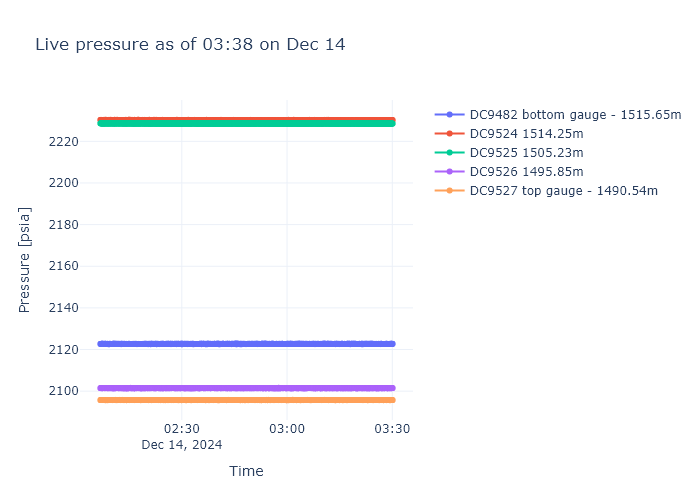 Live pressure as of 03:38 on Dec 14
DC9482 bottom gauge - 1515.65m
DC9524 1514.25m
DC9525 1505.23m
DC9526 1495.85m
DC9527 top gauge - 1490.54m
Pressure [psia]
2220
2200
2180
2160
2140
2120
2100
02:30
03:00
03:30
Dec 14, 2024
Time